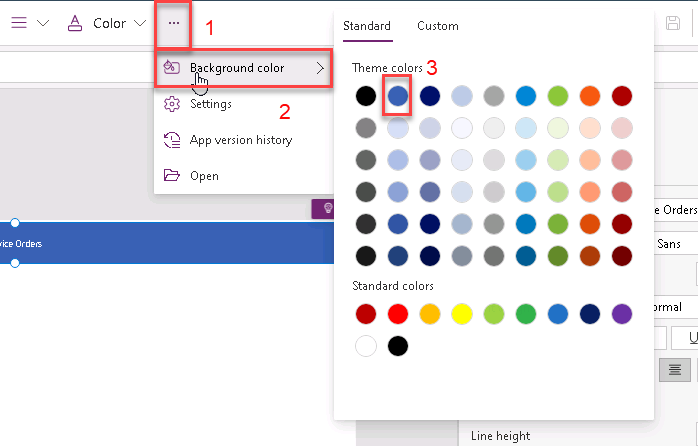 Color
...
1
Standard
Custom
Background color
Theme colors
3
Settings
2
App version history
Open
vice Orders
e Orders
Sans
Standard colors
ormal
U
Line height